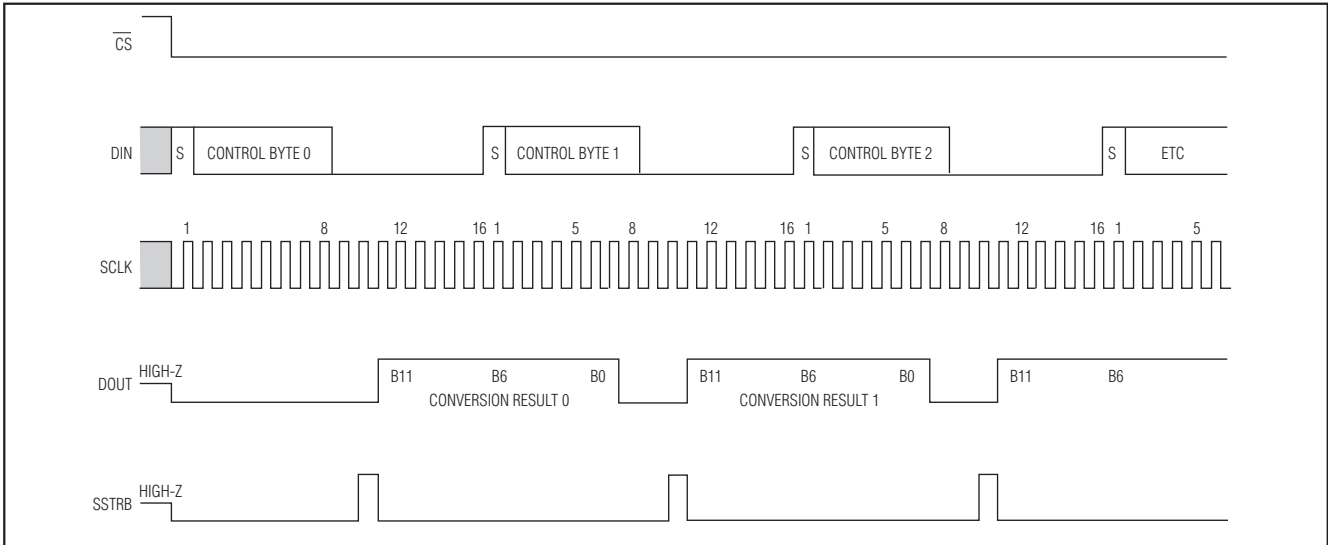 CS
DIN S CONTROL BYTE 0 S CONTROL BYTE 1 S CONTROL BYTE 2 S ETC
1 8 12 16 1 5 8 12 16 1 5 8 12 16 1 5
SCLK
HIGH-Z
DOUT B11 B6 B0 B11 B6 B0 B11 B6
CONVERSION RESULT 0 CONVERSION RESULT 1
HIGH-Z
SSTRB